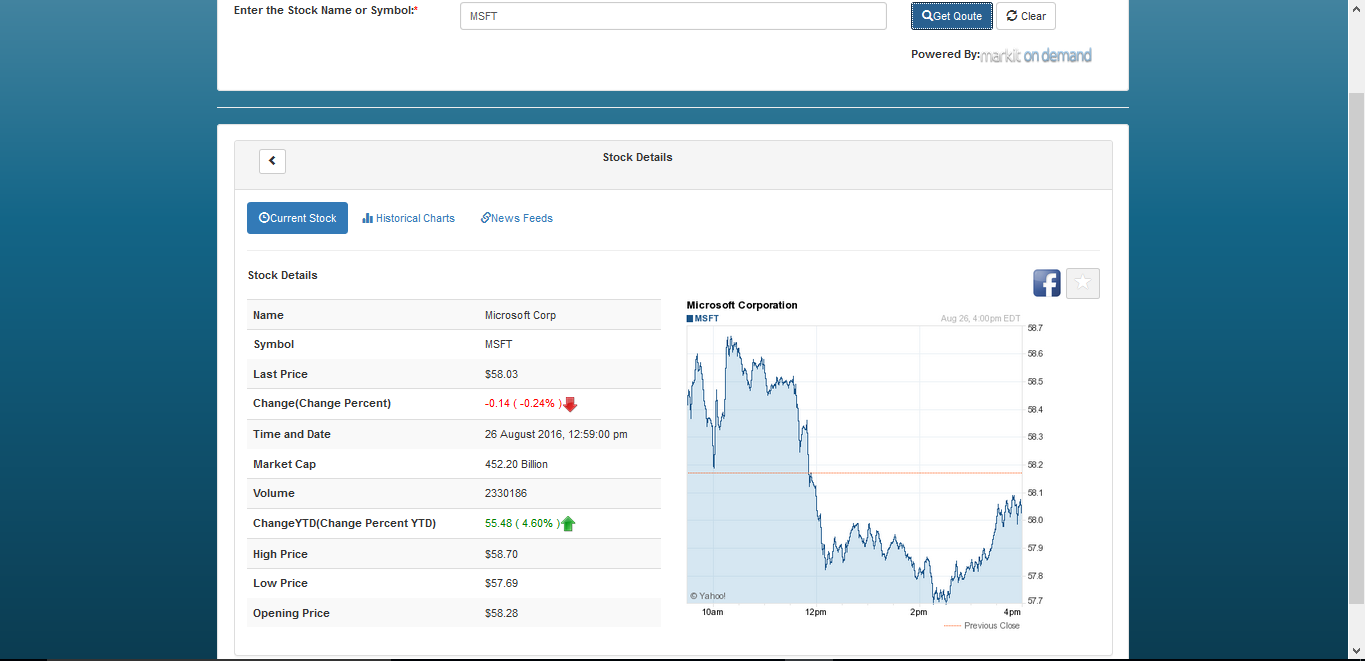 Enter the Stock Name or Symbol:*
MSFT
Get Qoute
Clear
Powered By:markit on demand
Stock Details
Current Stock
Historical Charts
News Feeds
Stock Details
Name Microsoft Corp
Symbol MSFT
Last Price $58.03
Change(Change Percent) -0.14 ( -0.24% )
Time and Date 26 August 2016, 12:59:00 pm
Market Cap 452.20 Billion
Volume 2330186
ChangeYTD(Change Percent YTD) 55.48 ( 4.60% )
High Price $58.70
Low Price $57.69
Opening Price $58.28
f
Microsoft Corporation
MSFT
Aug 26, 4:00pm EDT
58.7
58.6
58.5
58.4
58.3
58.2
58.1
58.0
57.9
57.8
57.7
© Yahoo!
10am 12pm 2pm 4pm
Previous Close